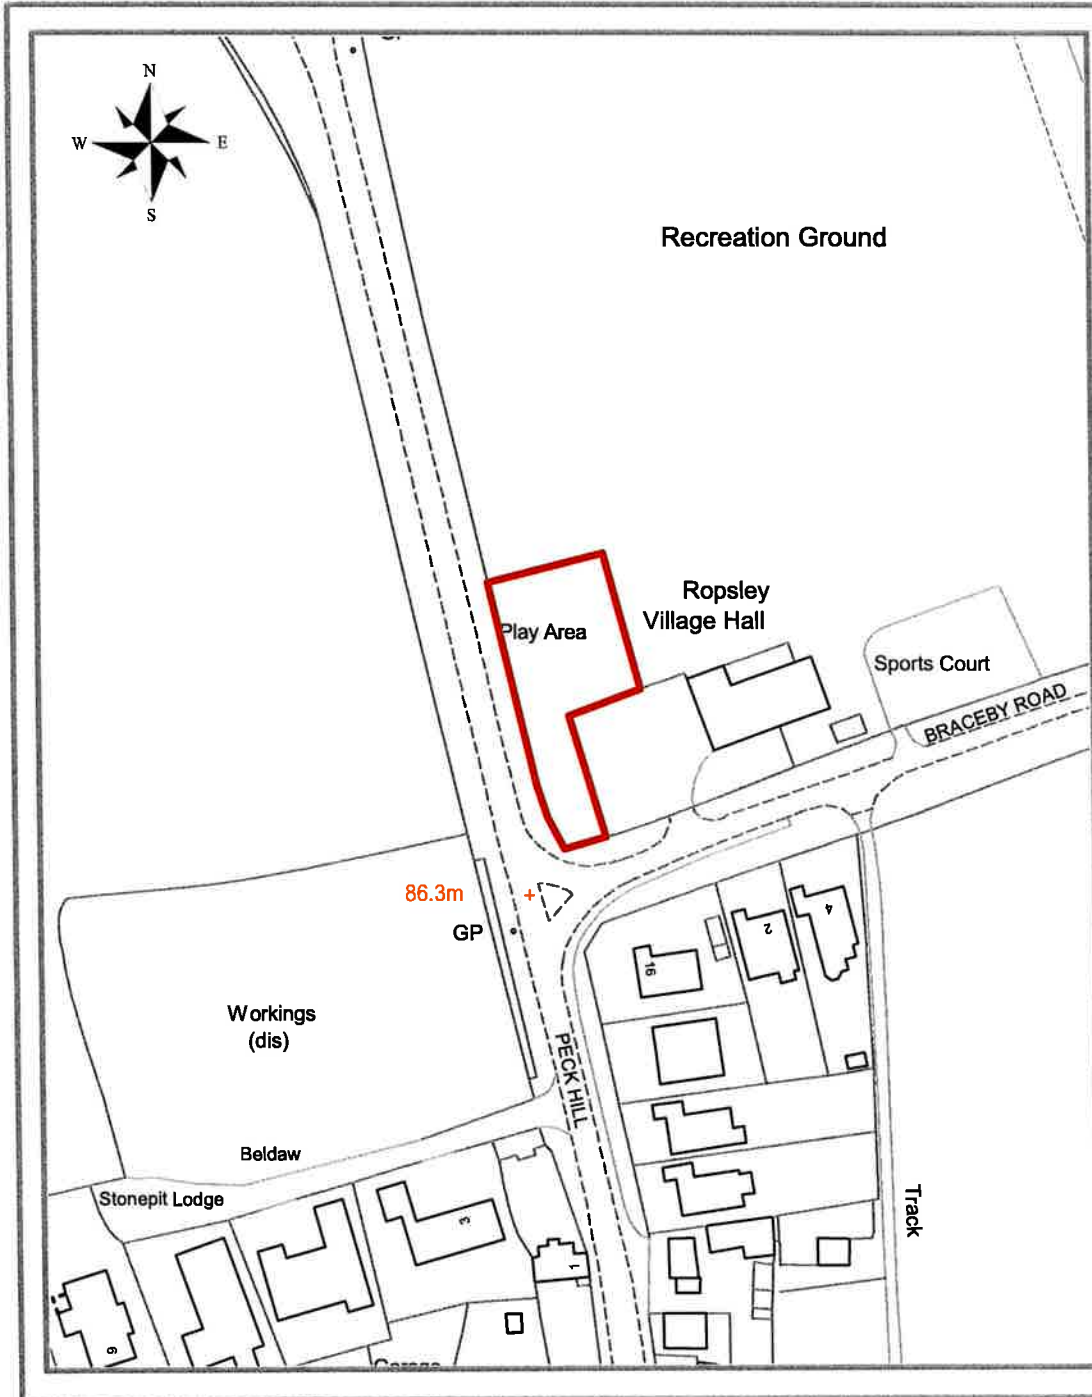 N
W
E
S
Recreation Ground
Ropsley
Village Hall
Play Area
Sports Court
BRACEBY ROAD
86.3m
GP
4
2
16
Workings
(dis)
PECK HILL
Beldaw
Stonepit Lodge
Track
3
1
9